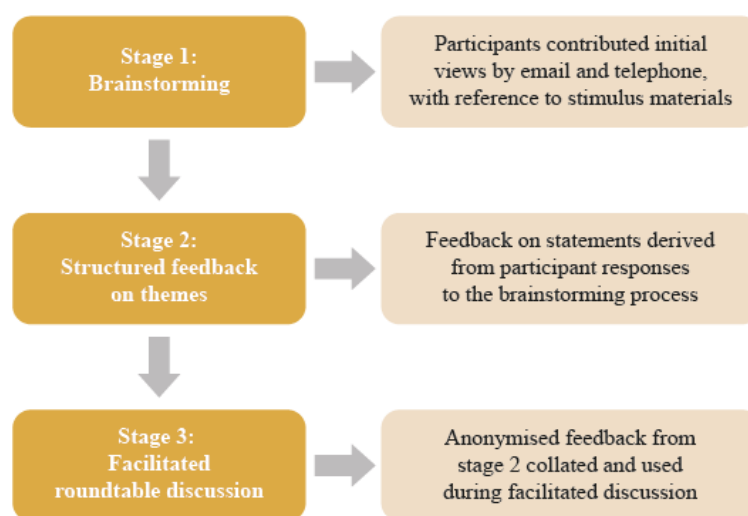 Stage 1:
Brainstorming
Participants contributed initial
views by email and telephone,
with reference to stimulus materials
Stage 2:
Structured feedback
on themes
Feedback on statements derived
from participant responses
to the brainstorming process
Stage 3:
Facilitated
roundtable discussion
Anonymised feedback from
stage 2 collated and used
during facilitated discussion